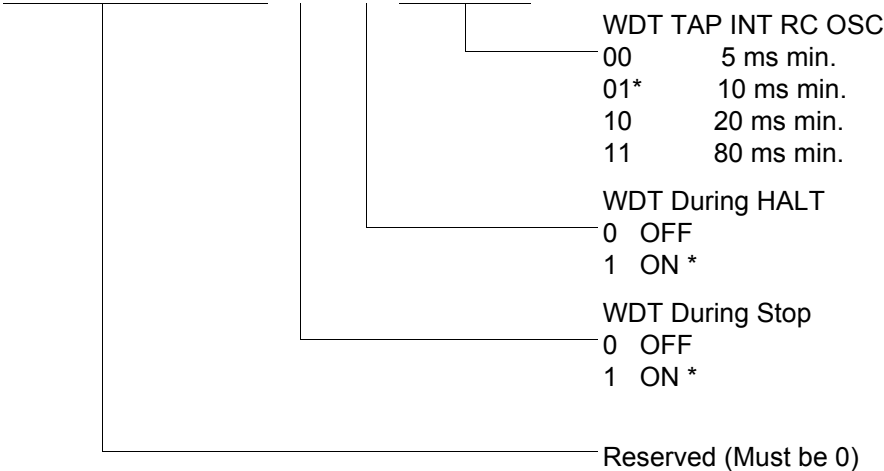 WDT TAP INT RC OSC
00 5 ms min.
01* 10 ms min.
10 20 ms min.
11 80 ms min.
WDT During HALT
0 OFF
1 ON *
WDT During Stop
0 OFF
1 ON *
Reserved (Must be 0)